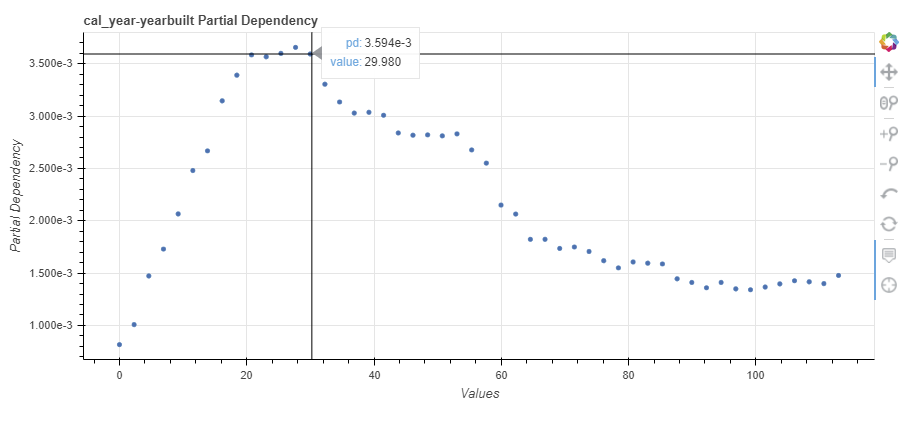 cal_year-yearbuilt Partial Dependency
pd: 3.594e-3
value: 29.980
3.500e-3
3.000e-3
2.500e-3
2.000e-3
1.500e-3
1.000e-3
Partial Dependency
0 20 40 60 80 100
Values